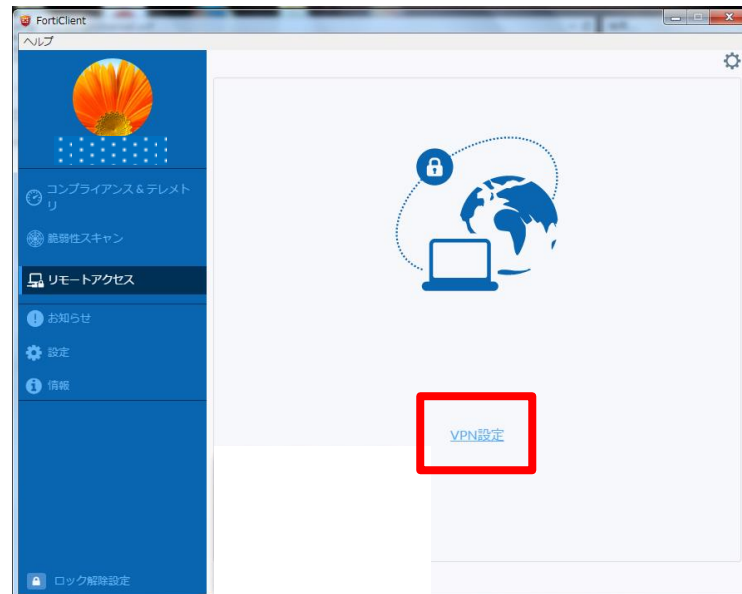 FortiClient
ヘルプ
コンプライアンス＆テレメト
リ
脆弱性スキャン
リモートアクセス
お知らせ
設定
情報
VPN設定
ロック解除設定